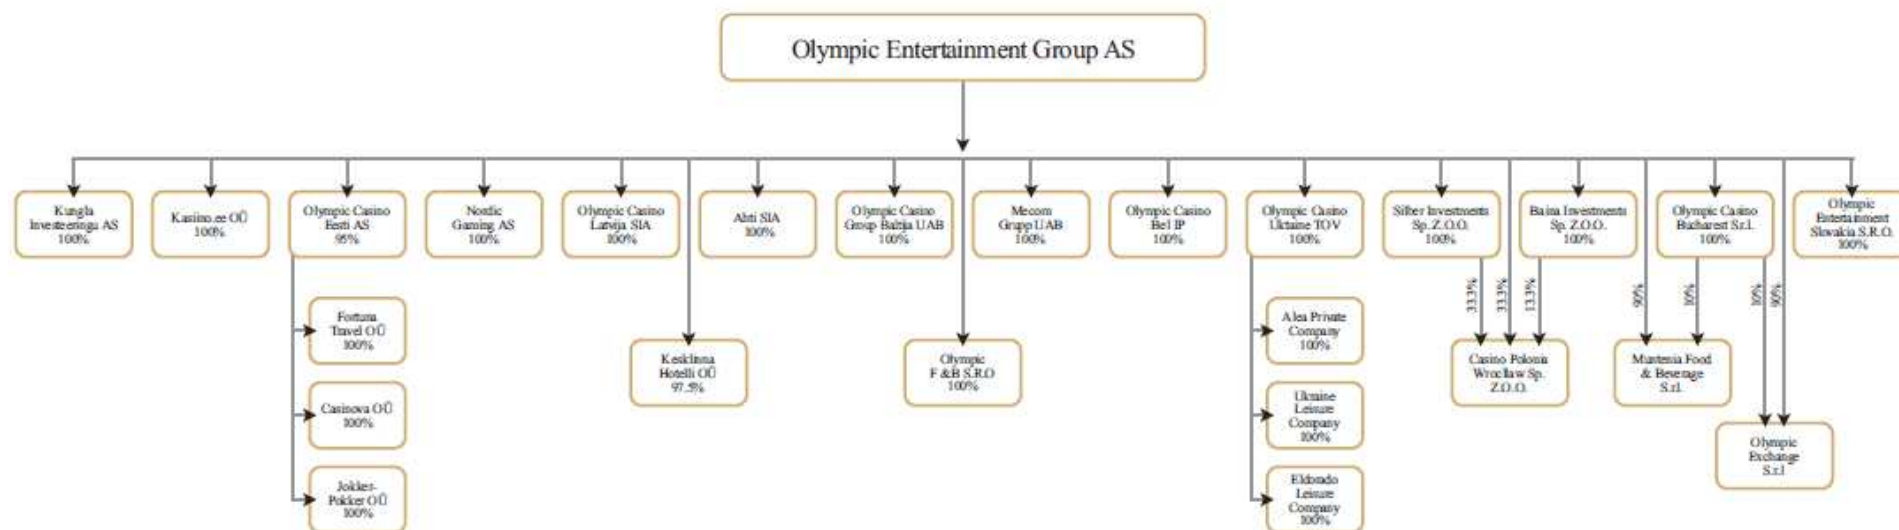 Olympic Entertainment Group AS
Kungla
Investeeringu AS
100%
Kasiino.ee OÜ
100%
Olympic Casino
Eesti AS
95%
Nordic
Gaming AS
100%
Olympic Casino
Latvija SIA
100%
Ahti SIA
100%
Olympic Casino
Group Baltija UAB
100%
Mecom
Grupp UAB
100%
Olympic Casino
Bel IP
100%
Olympic Casino
Ukraine TOV
100%
Silber Investments
Sp. Z.O.O.
100%
Baina Investments
Sp. Z.O.O.
100%
Olympic Casino
Bucharest S.r.l.
100%
Olympic
Entertainment
Slovakia S.R.O.
100%
33.3%
33.3%
13.3%
90%
10%
10%
90%
Fortuna
Travel OÜ
100%
Kesklinna
Hotelli OÜ
97.5%
Olympic
F &B S.R.O
100%
Alea Private
Company
100%
Casino Polonia
Wroclaw Sp.
Z.O.O.
Muntenia Food
& Beverage
S.r.l.
Casinova OÜ
100%
Ukraine
Leisure
Company
100%
Olympic
Exchange
S.r.l
Jokker-
Pokker OÜ
100%
Eldorado
Leisure
Company
100%